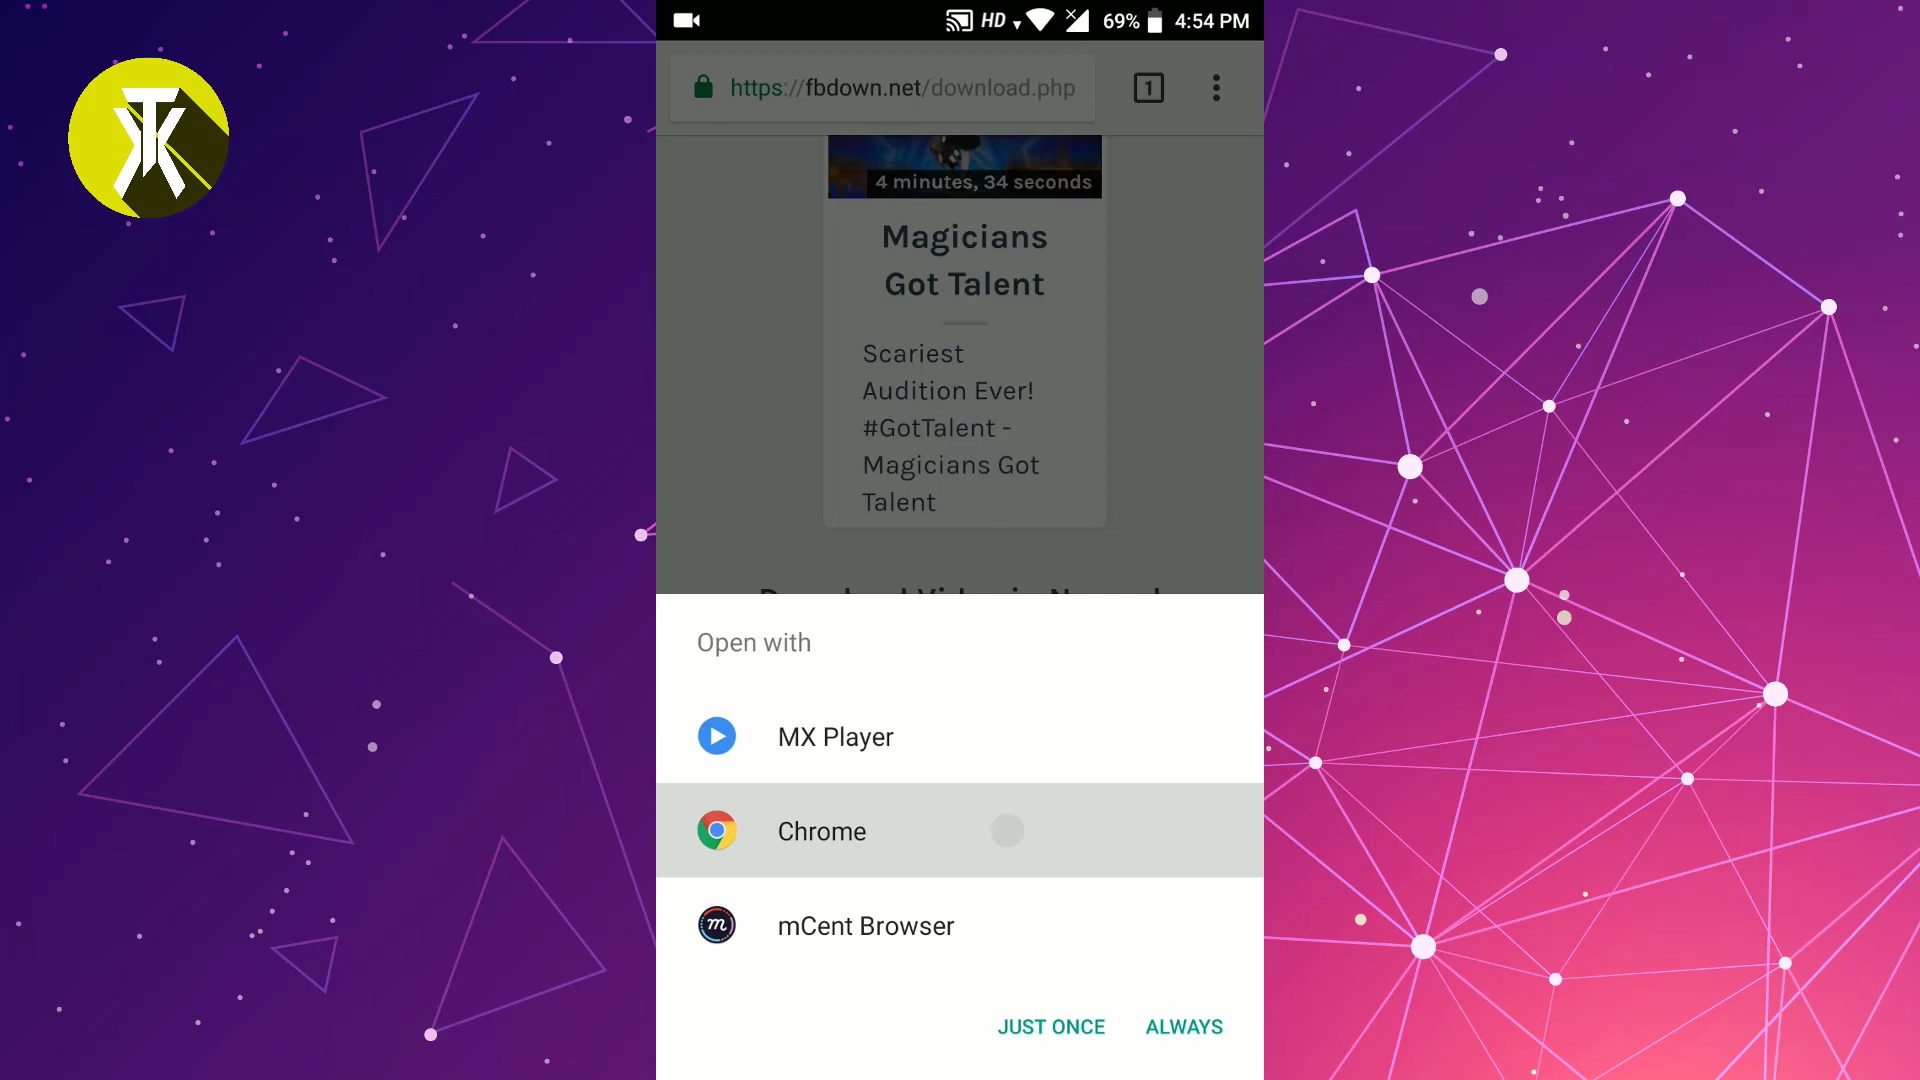 HD 69% 4:54 PM
https://fbdown.net/download.php 1
4 minutes, 34 seconds
Magicians
Got Talent
Scariest
Audition Ever!
#GotTalent -
Magicians Got
Talent
Open with
MX Player
Chrome
mCent Browser
JUST ONCE ALWAYS